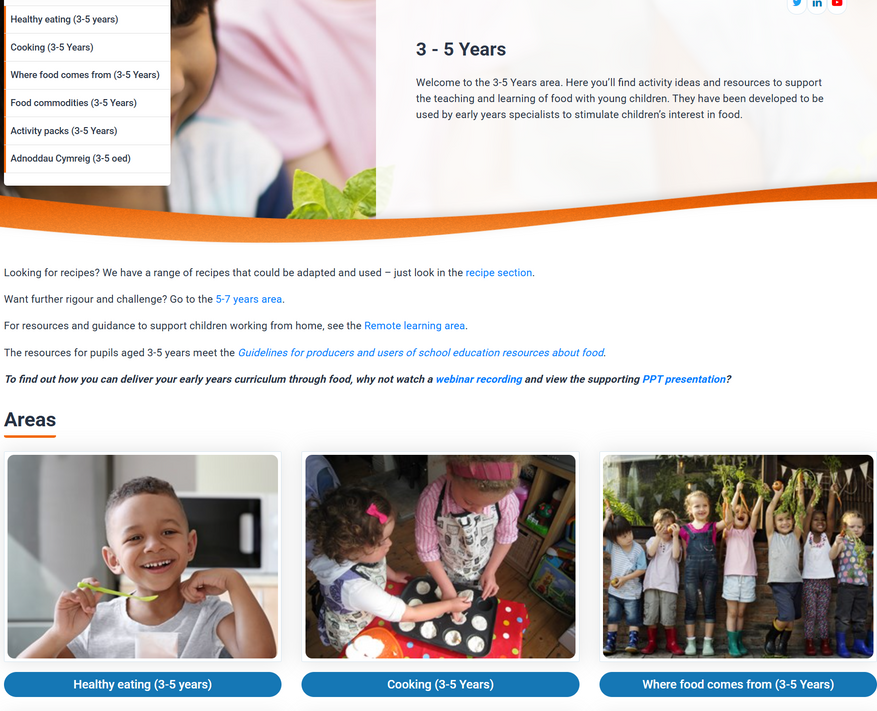 Healthy eating (3-5 years)
Cooking (3-5 Years)
Where food comes from (3-5 Years)
Food commodities (3-5 Years)
Activity packs (3-5 Years)
Adnoddau Cymreig (3-5 oed)
3 - 5 Years
Welcome to the 3-5 Years area. Here you'll find activity ideas and resources to support
the teaching and learning of food with young children. They have been developed to be
used by early years specialists to stimulate children's interest in food.
Looking for recipes? We have a range of recipes that could be adapted and used – just look in the recipe section.
Want further rigour and challenge? Go to the 5-7 years area.
For resources and guidance to support children working from home, see the Remote learning area.
The resources for pupils aged 3-5 years meet the Guidelines for producers and users of school education resources about food.
To find out how you can deliver your early years curriculum through food, why not watch a webinar recording and view the supporting PPT presentation?
Areas
Healthy eating (3-5 years)
Cooking (3-5 Years)
Where food comes from (3-5 Years)